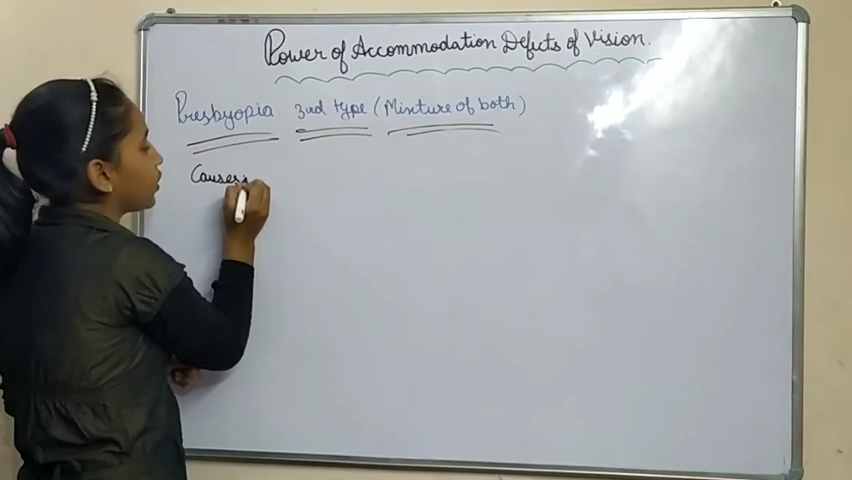 Power of Accommodation Defects of Vision.
Presbyopia 3rd type (Mixture of both)
Causes: